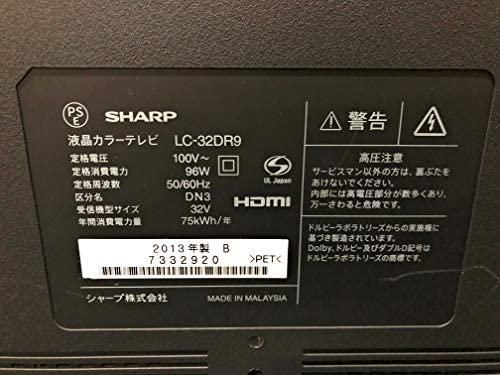 PSE SHARP
液晶カラーテレビ LC-32DR9
定格電圧 100V～
定格消費電力 96W
定格周波数 50/60Hz
区分名 DN3
受信機型サイズ 32V
年間消費電力量 75kWh/年
UL Japan
HDMI
2013年製 B
7332920 >PET<
シャープ株式会社 MADE IN MALAYSIA
警告
高圧注意
サービスマン以外の方は、裏ぶたを
あけないでください。
内部には高電圧部分が数多くあり、
万一さわると危険です。
ドルビーラボラトリーズからの実施権に
基づき製造されています。
Dolby、ドルビー及びダブルD記号は
ドルビーラボラトリーズの商標です。